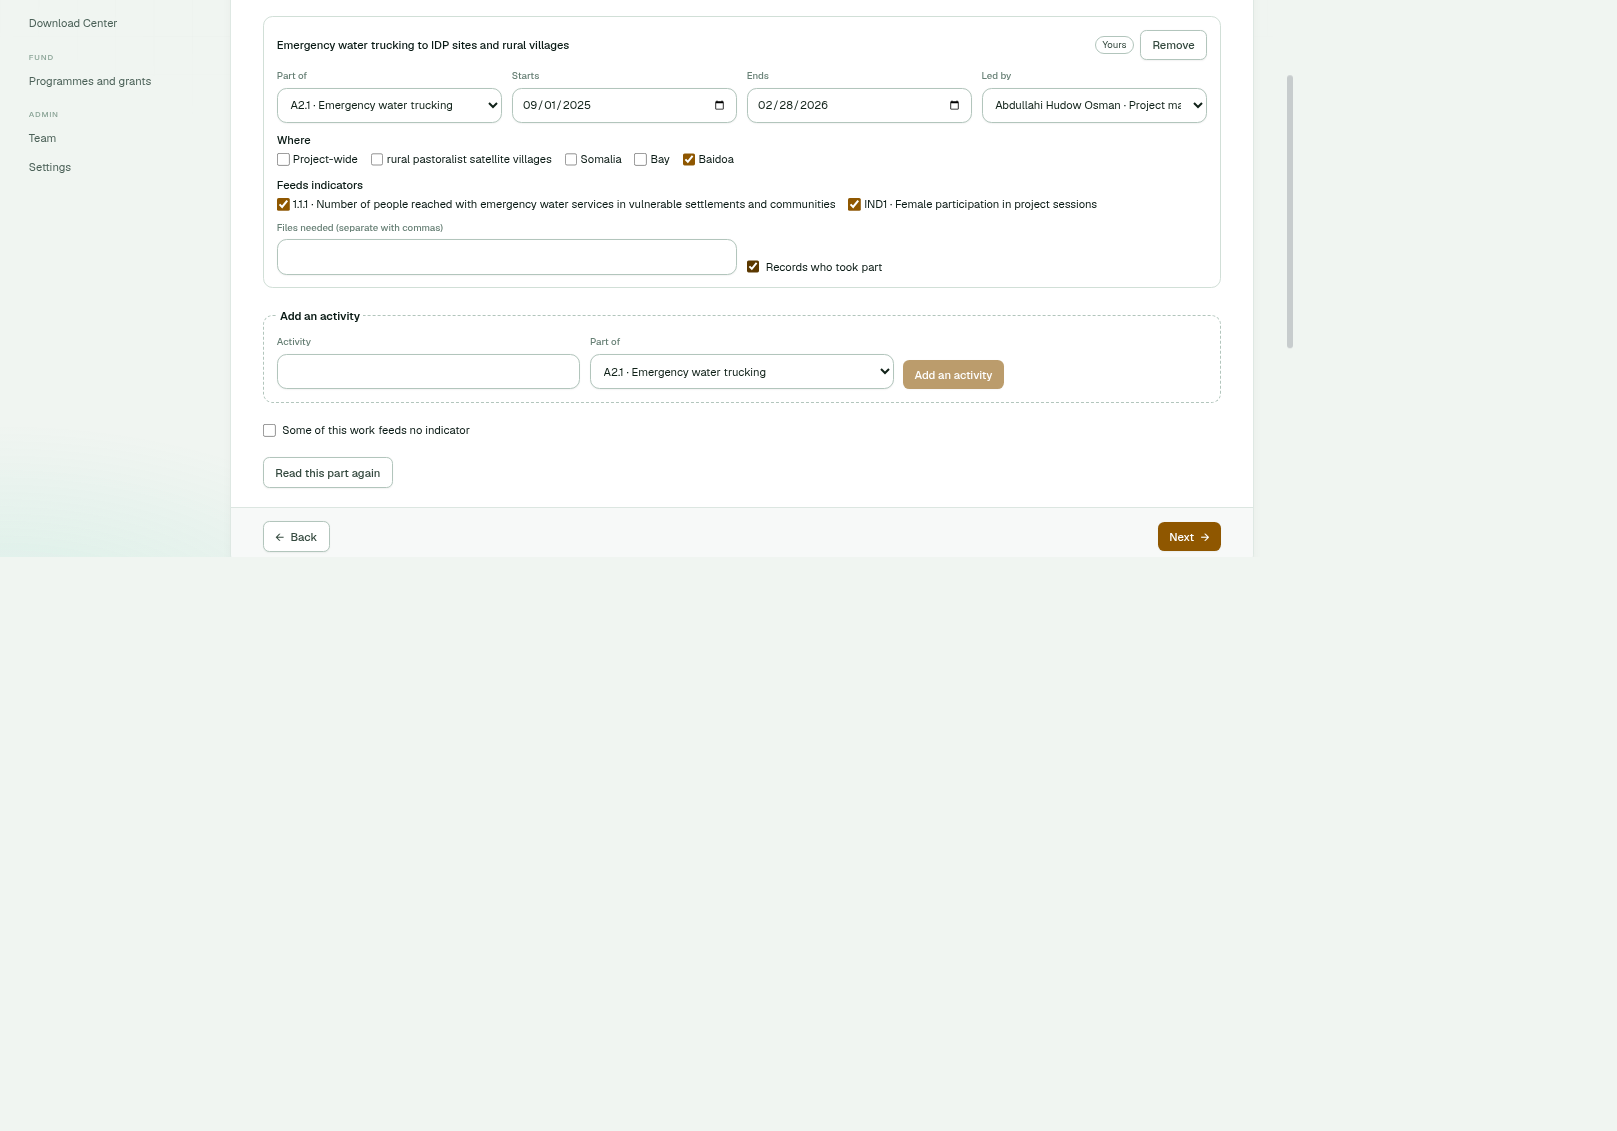 Download Center
FUND
Programmes and grants
ADMIN
Team
Settings
Emergency water trucking to IDP sites and rural villages
Yours
Remove
Part of
Starts
Ends
Led by
A2.1 · Emergency water trucking
09/01/2025
02/28/2026
Abdullahi Hudow Osman · Project ma
Where
Project-wide
rural pastoralist satellite villages
Somalia
Bay
Baidoa
Feeds indicators
1.1.1 · Number of people reached with emergency water services in vulnerable settlements and communities
IND1 · Female participation in project sessions
Files needed (separate with commas)
Records who took part
Add an activity
Activity
Part of
A2.1 · Emergency water trucking
Add an activity
Some of this work feeds no indicator
Read this part again
← Back
Next →